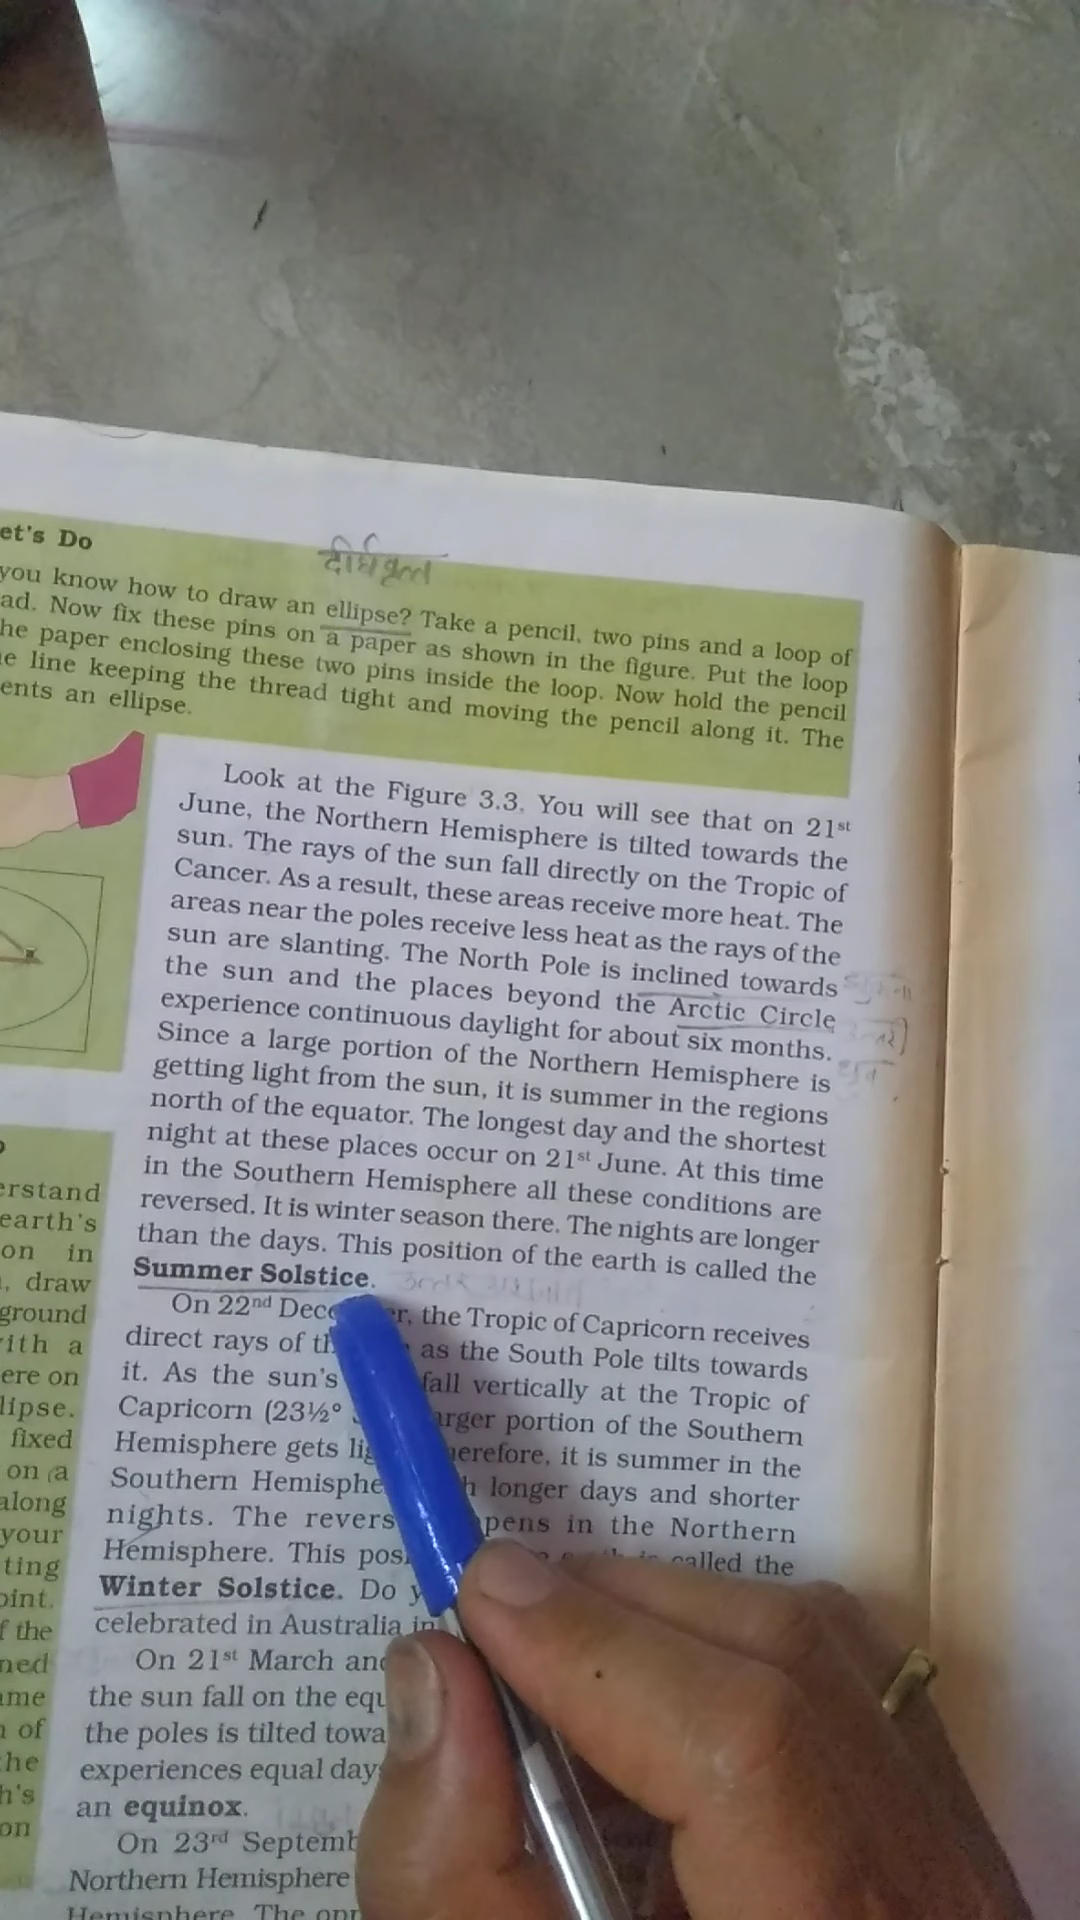 et's Do
दीर्घवृत्त
you know how to draw an ellipse? Take a pencil, two pins and a loop of
ad. Now fix these pins on a paper as shown in the figure. Put the loop
he paper enclosing these two pins inside the loop. Now hold the pencil
e line keeping the thread tight and moving the pencil along it. The
ents an ellipse.
Look at the Figure 3.3. You will see that on 21st
June, the Northern Hemisphere is tilted towards the
sun. The rays of the sun fall directly on the Tropic of
Cancer. As a result, these areas receive more heat. The
areas near the poles receive less heat as the rays of the
sun are slanting. The North Pole is inclined towards
the sun and the places beyond the Arctic Circle
experience continuous daylight for about six months.
Since a large portion of the Northern Hemisphere is
getting light from the sun, it is summer in the regions
north of the equator. The longest day and the shortest
night at these places occur on 21st June. At this time
in the Southern Hemisphere all these conditions are
reversed. It is winter season there. The nights are longer
than the days. This position of the earth is called the
Summer Solstice.
On 22nd Dec r, the Tropic of Capricorn receives
direct rays of th as the South Pole tilts towards
it. As the sun's fall vertically at the Tropic of
Capricorn (23½° arger portion of the Southern
Hemisphere gets lig erefore, it is summer in the
Southern Hemisphe longer days and shorter
nights. The revers pens in the Northern
Hemisphere. This pos called the
Winter Solstice. Do y
celebrated in Australia in
On 21st March and
the sun fall on the equ
the poles is tilted towa
experiences equal day
an equinox.
On 23rd Septemb
Northern Hemisphere
Hemisphere. The opp
erstand
earth's
on in
, draw
ground
ith a
ere on
lipse.
fixed
on a
along
your
ting
oint.
f the
ned
ame
n of
the
h's
on